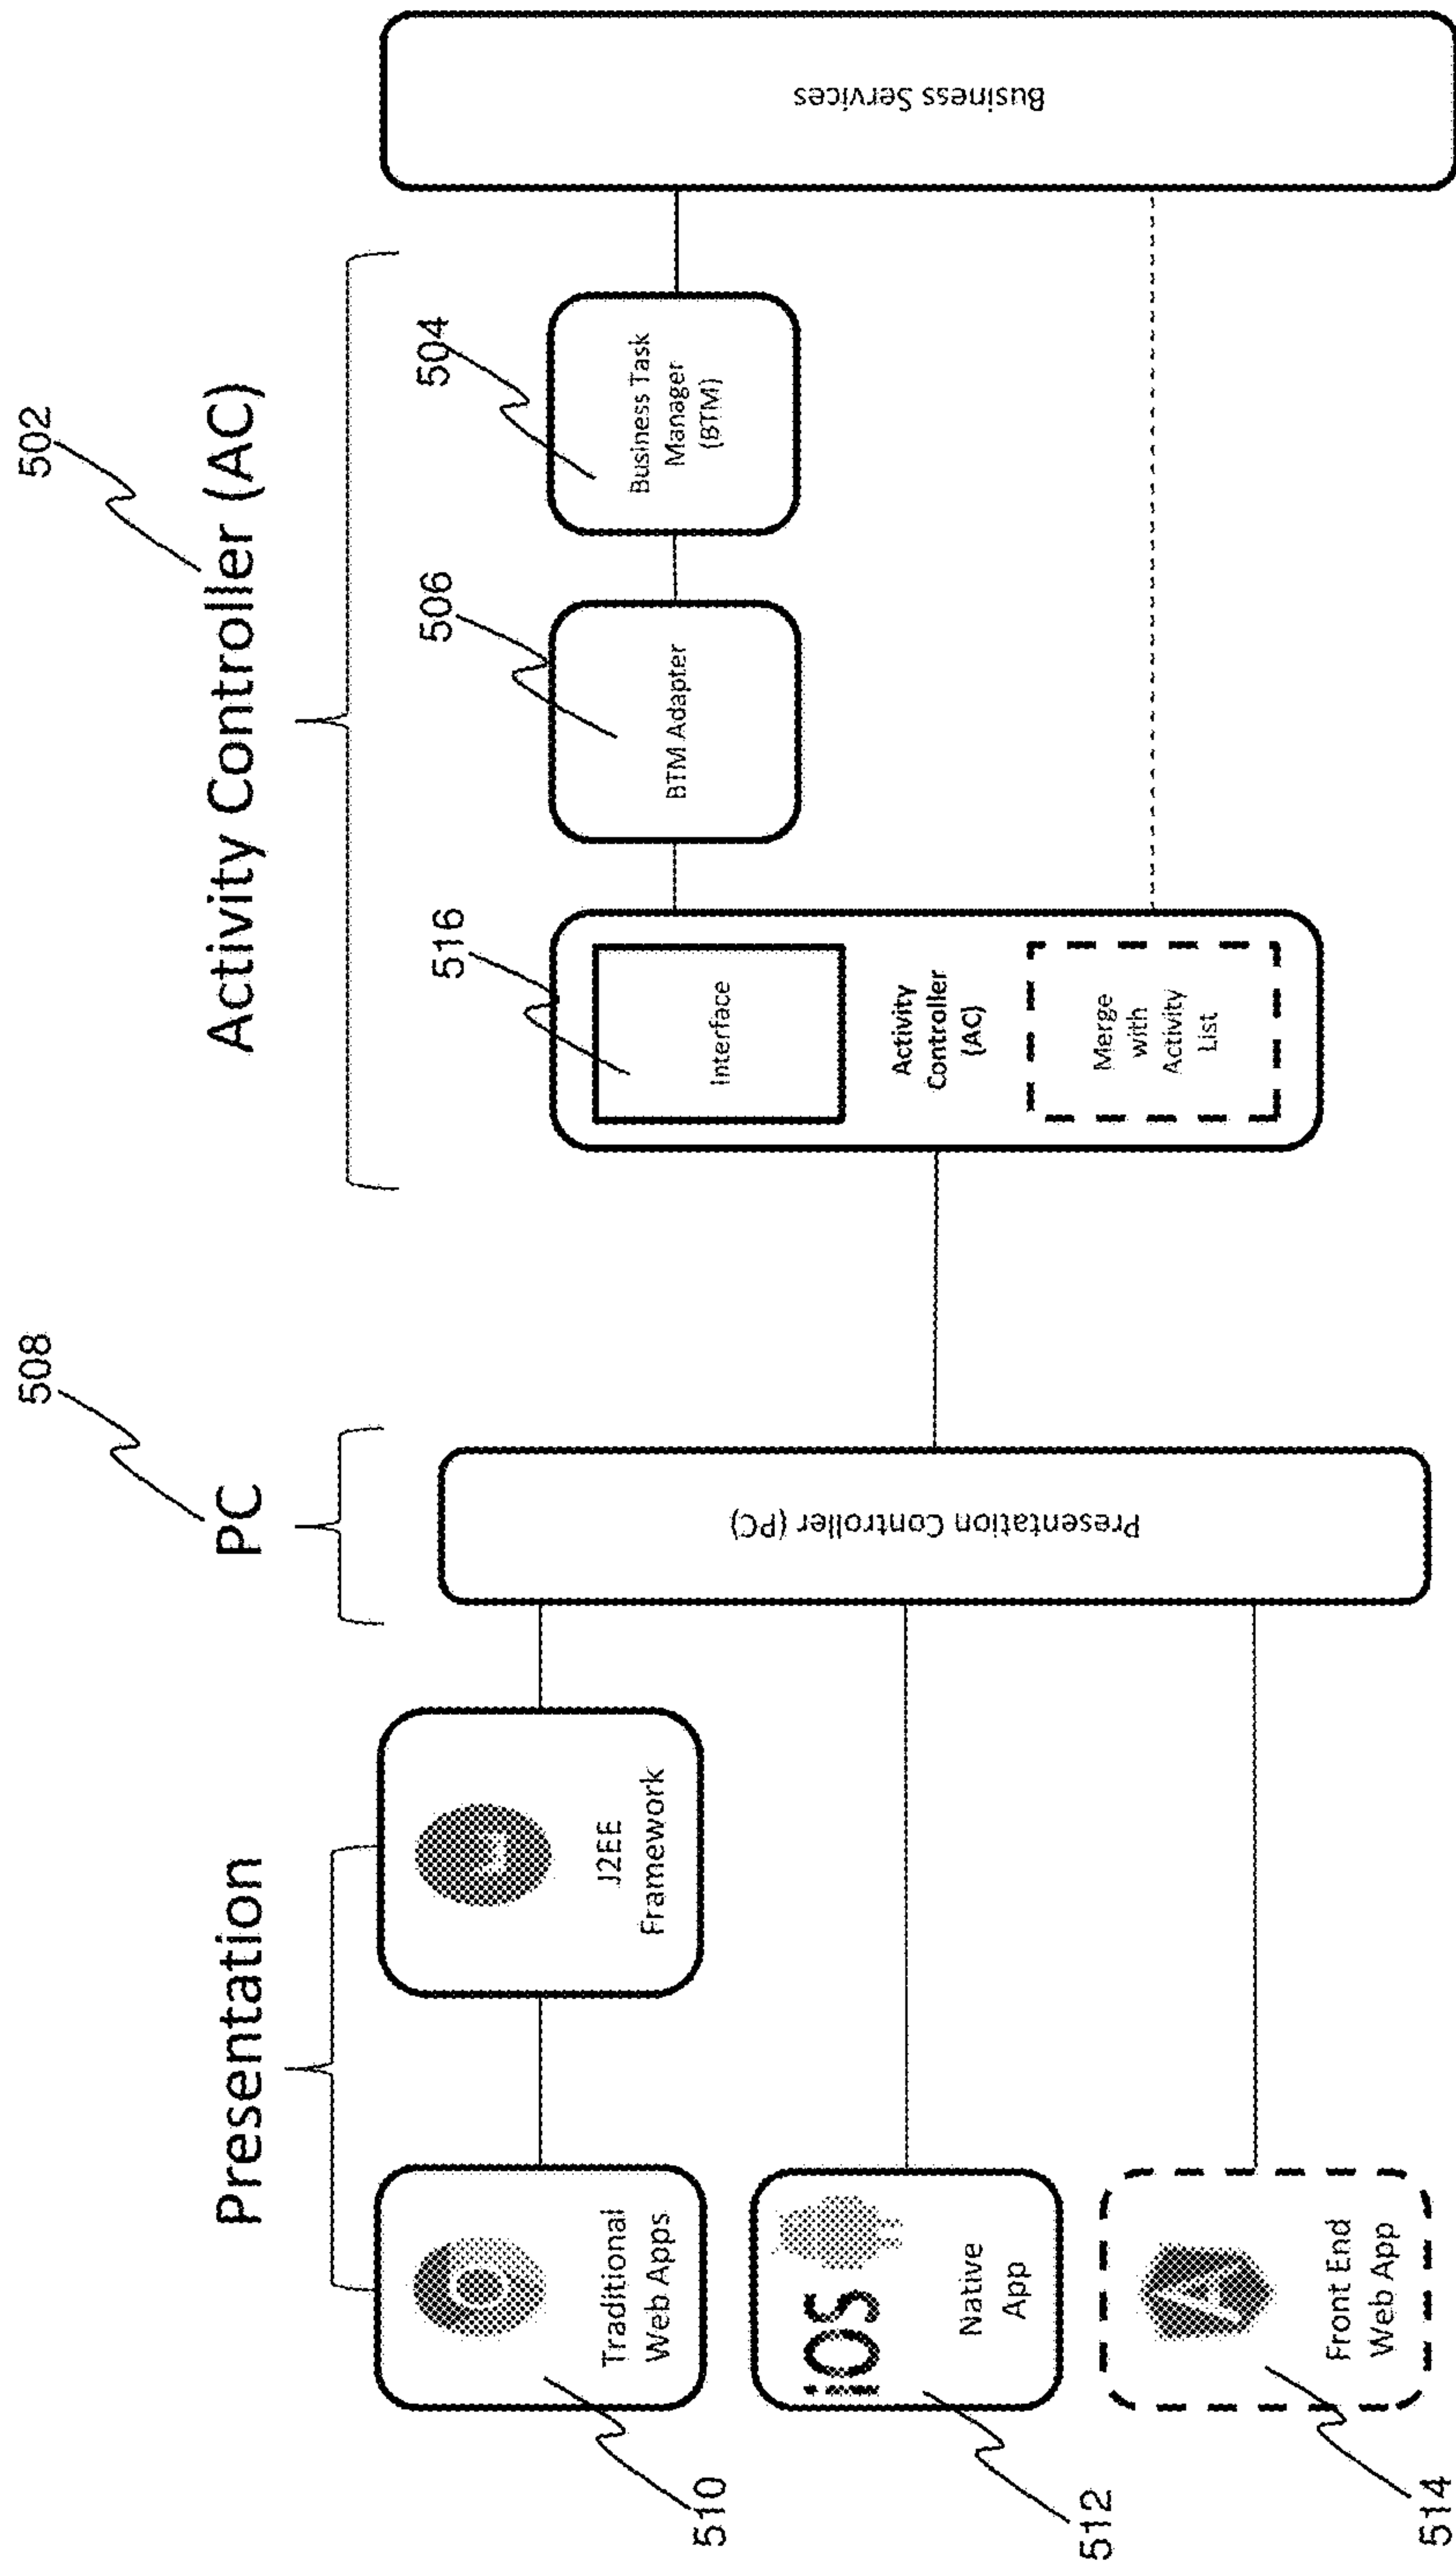 502
508
Presentation
PC
Activity Controller (AC)
510
Traditional
Web Apps
J2EE
Framework
512
iOS
Native
App
514
A
Front End
Web App
Presentation Controller (PC)
516
Interface
Activity
Controller
(AC)
Merge
with
Activity
List
506
BTM Adapter
504
Business Task
Manager
(BTM)
Business Services